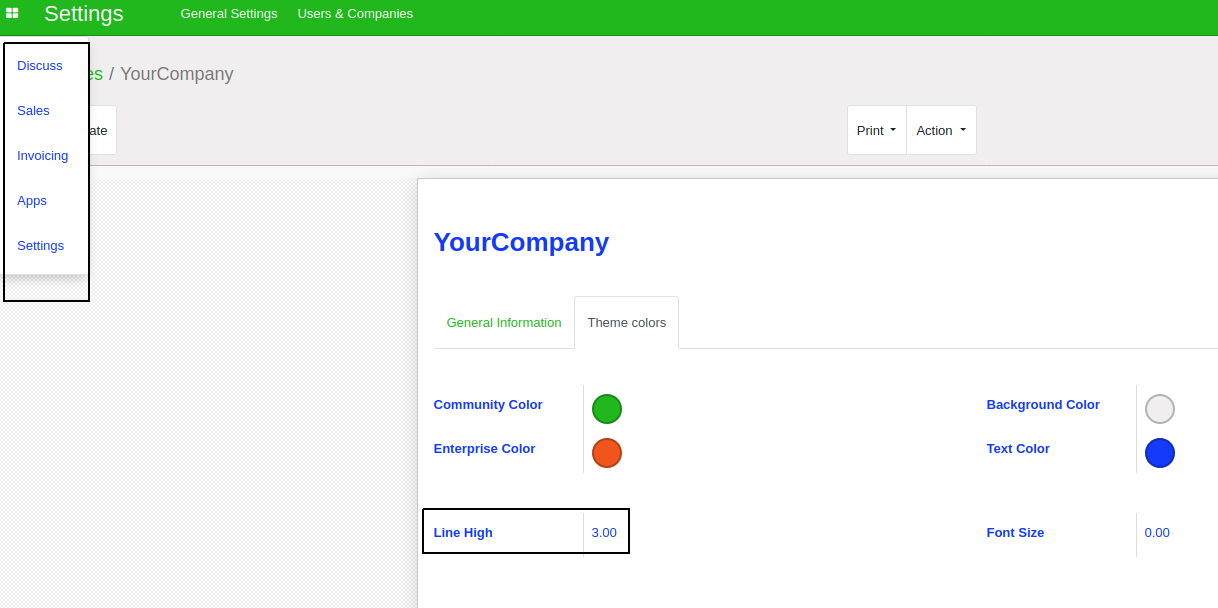 Settings General Settings Users & Companies
Discuss
es / YourCompany
Sales
ate Print Action
Invoicing
Apps
Settings
YourCompany
General Information Theme colors
Community Color Background Color
Enterprise Color Text Color
Line High 3.00 Font Size 0.00